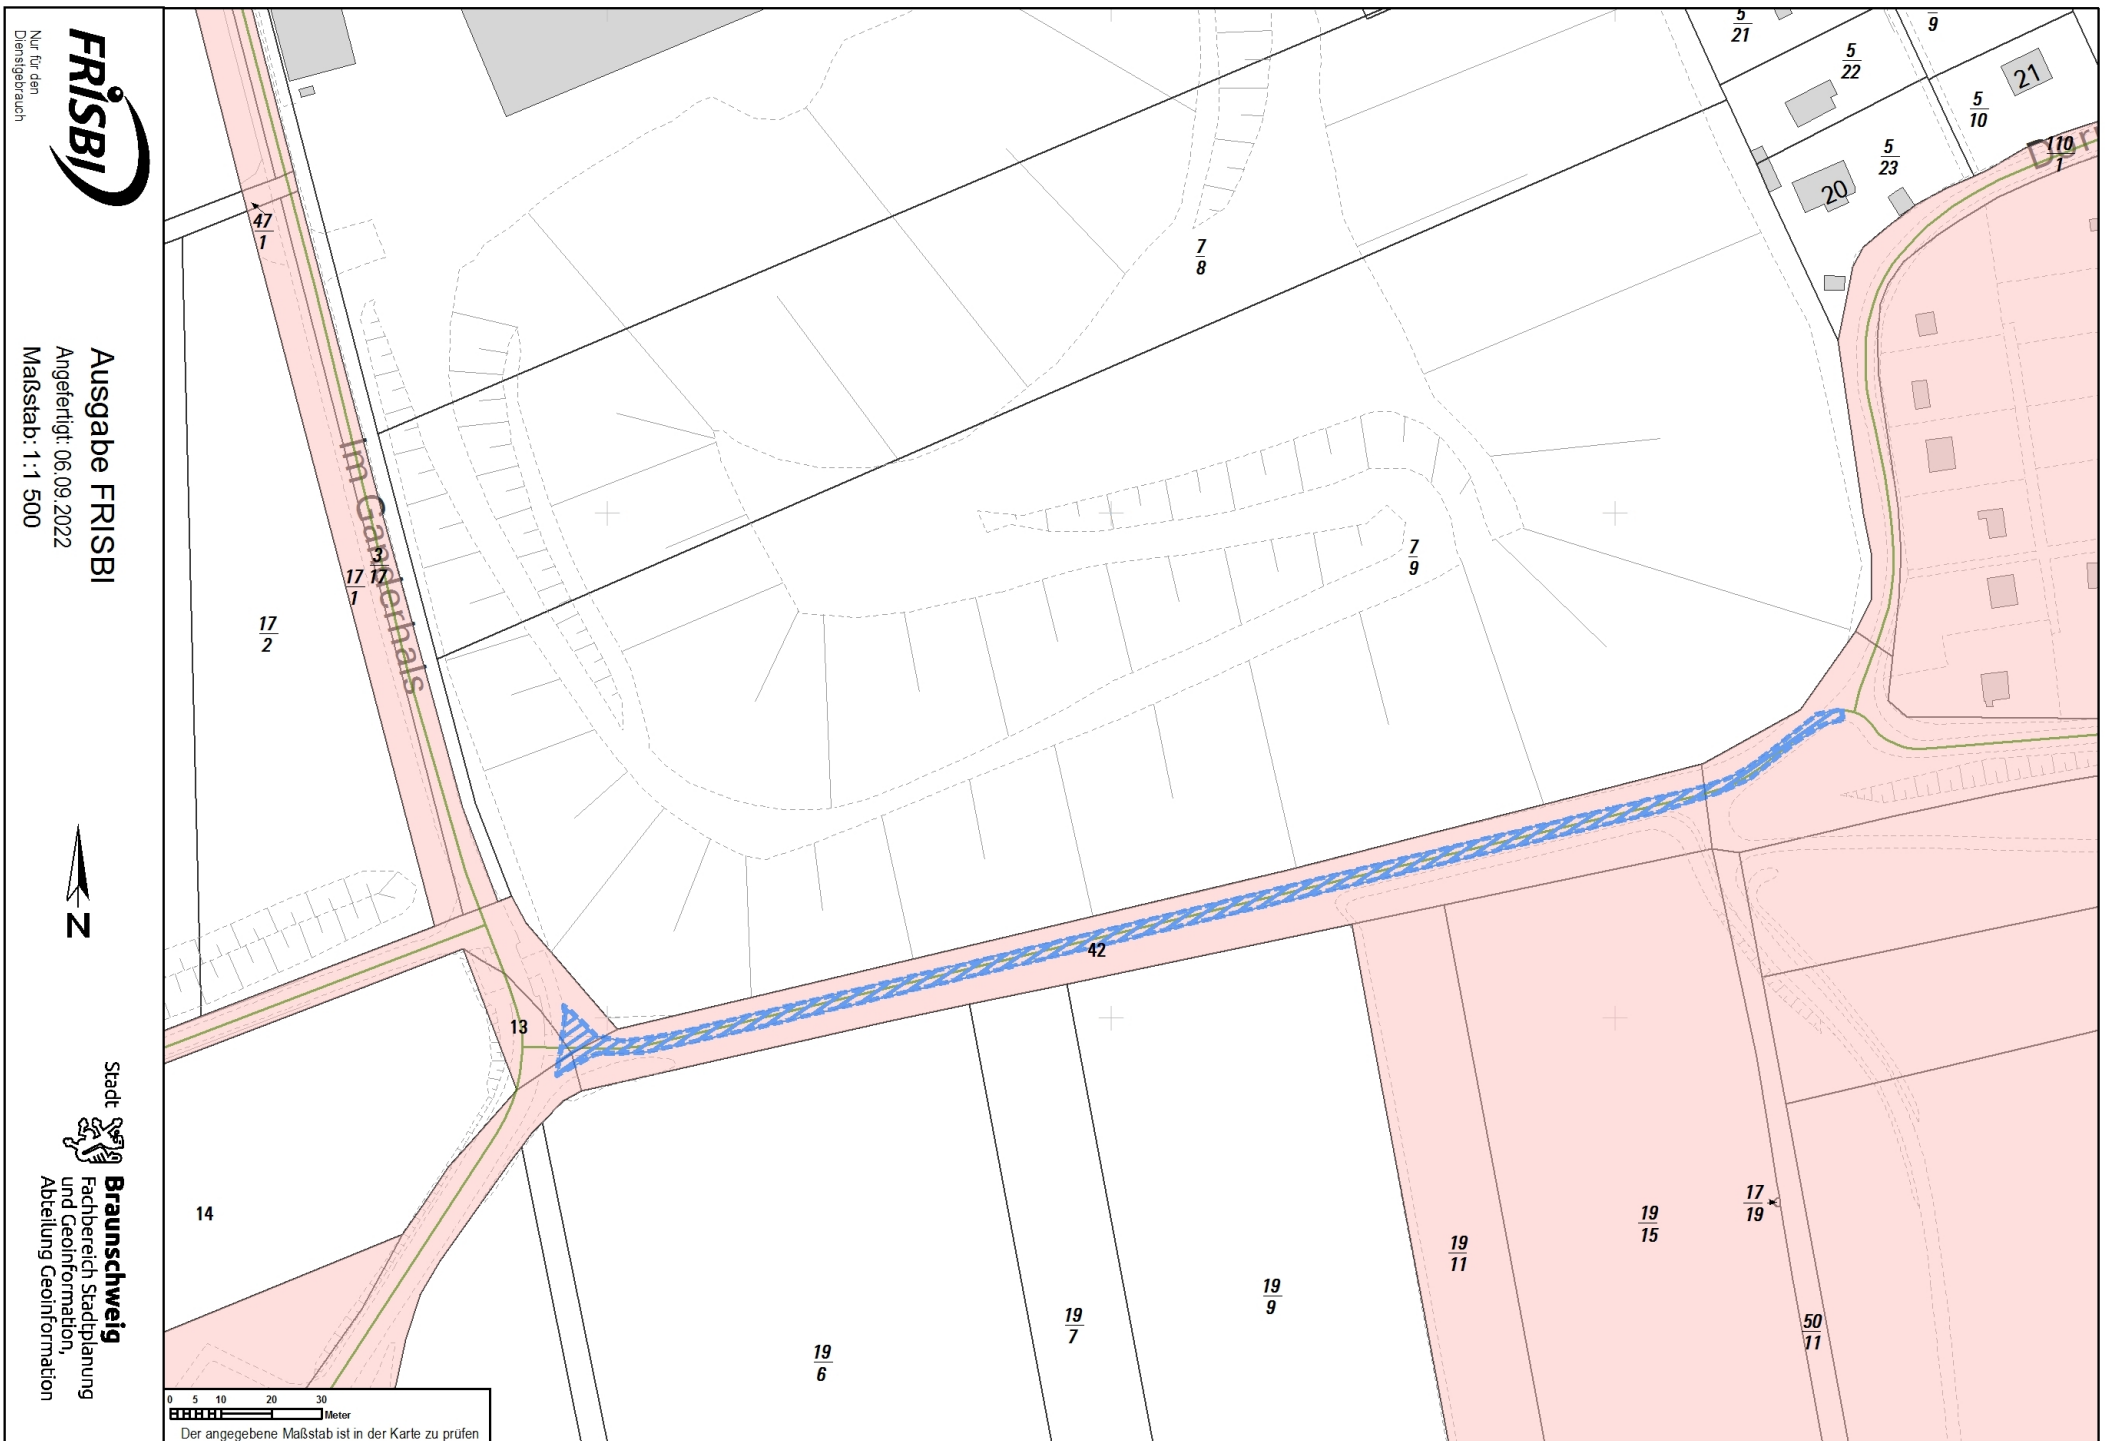 FRISBI
Nur für den
Dienstgebrauch
Ausgabe FRISBI
Angefertigt: 06.09.2022
Maßstab: 1:1 500
N
Stadt
Braunschweig
Fachbereich Stadtplanung
und Geoinformation,
Abteilung Geoinformation
5
21
5
22
9
21
5
10
110
1
5
23
20
47
1
7
8
Im Ganderhals
3
17
17
1
7
9
17
2
42
13
14
17
19
19
15
19
11
19
9
19
7
50
11
19
6
0 5 10 20 30
Meter
Der angegebene Maßstab ist in der Karte zu prüfen